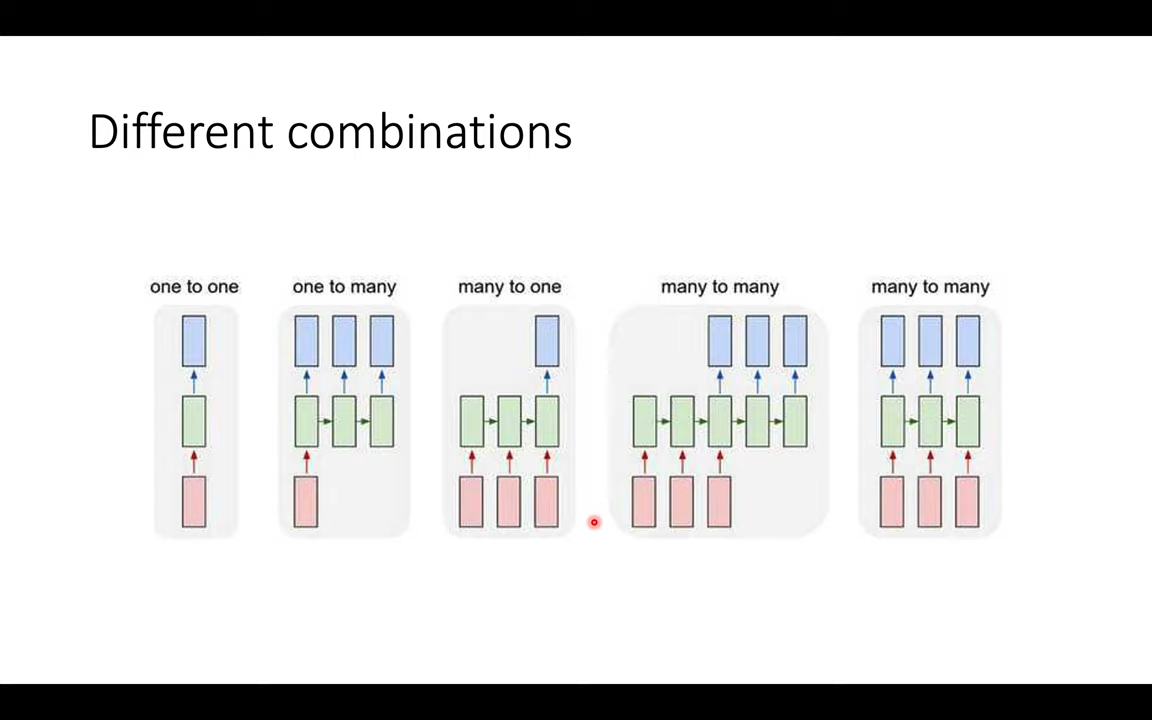 Different combinations
one to one
one to many
many to one
many to many
many to many